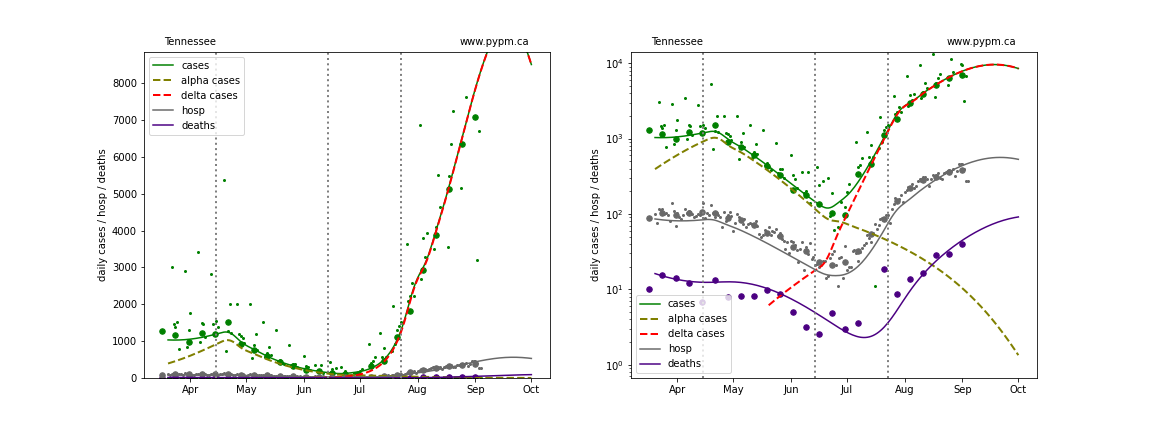 Tennessee
www.pypm.ca
8000
7000
6000
5000
4000
3000
2000
1000
0
daily cases / hosp / deaths
cases
alpha cases
delta cases
hosp
deaths
Apr May Jun Jul Aug Sep Oct
Tennessee
www.pypm.ca
10⁴
10³
10²
10¹
10⁰
daily cases / hosp / deaths
cases
alpha cases
delta cases
hosp
deaths
Apr May Jun Jul Aug Sep Oct